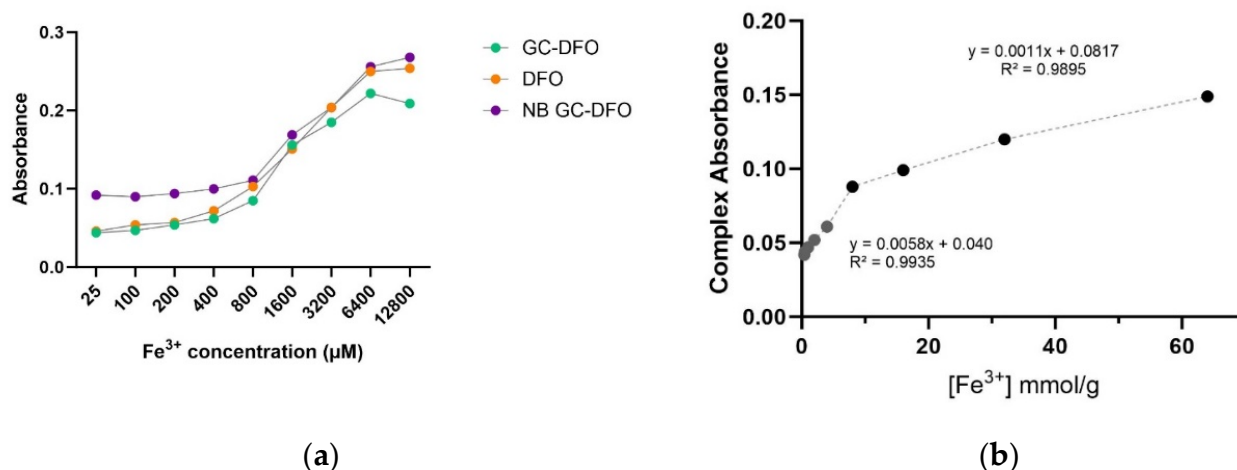 0.3
0.2
0.1
0.0
Absorbance
25
100
200
400
800
1600
3200
6400
12800
Fe³⁺ concentration (µM)
GC-DFO
DFO
NB GC-DFO
(a)
0.20
0.15
0.10
0.05
0.00
Complex Absorbance
y = 0.0011x + 0.0817
R² = 0.9895
y = 0.0058x + 0.040
R² = 0.9935
0
20
40
60
[Fe³⁺] mmol/g
(b)